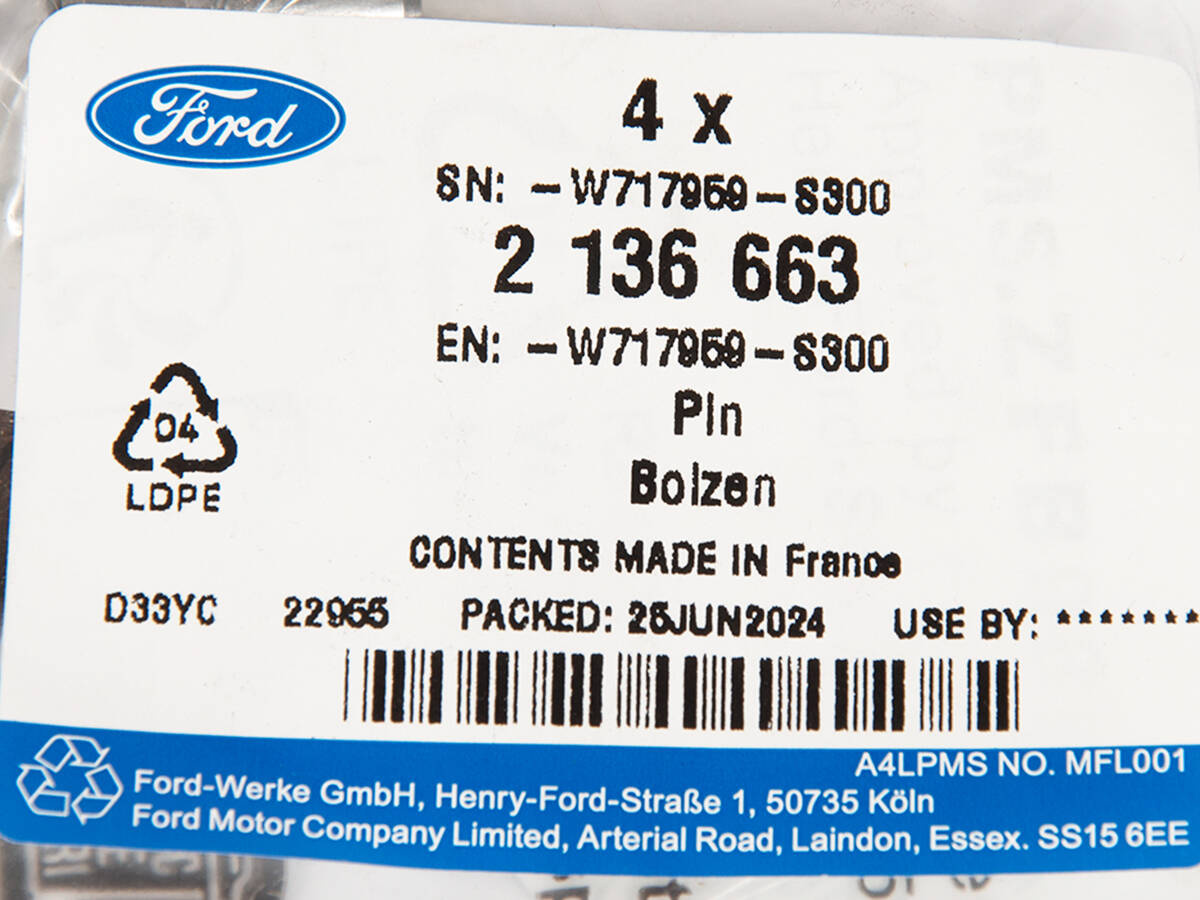 Ford
4 x
SN: -W717959-S300
2 136 663
EN: -W717959-S300
Pin
Bolzen
04
LDPE
CONTENTS MADE IN France
D33YC 22955 PACKED: 25JUN2024 USE BY: *******
A4LPMS NO. MFL001
Ford-Werke GmbH, Henry-Ford-Straße 1, 50735 Köln
Ford Motor Company Limited, Arterial Road, Laindon, Essex. SS15 6EE